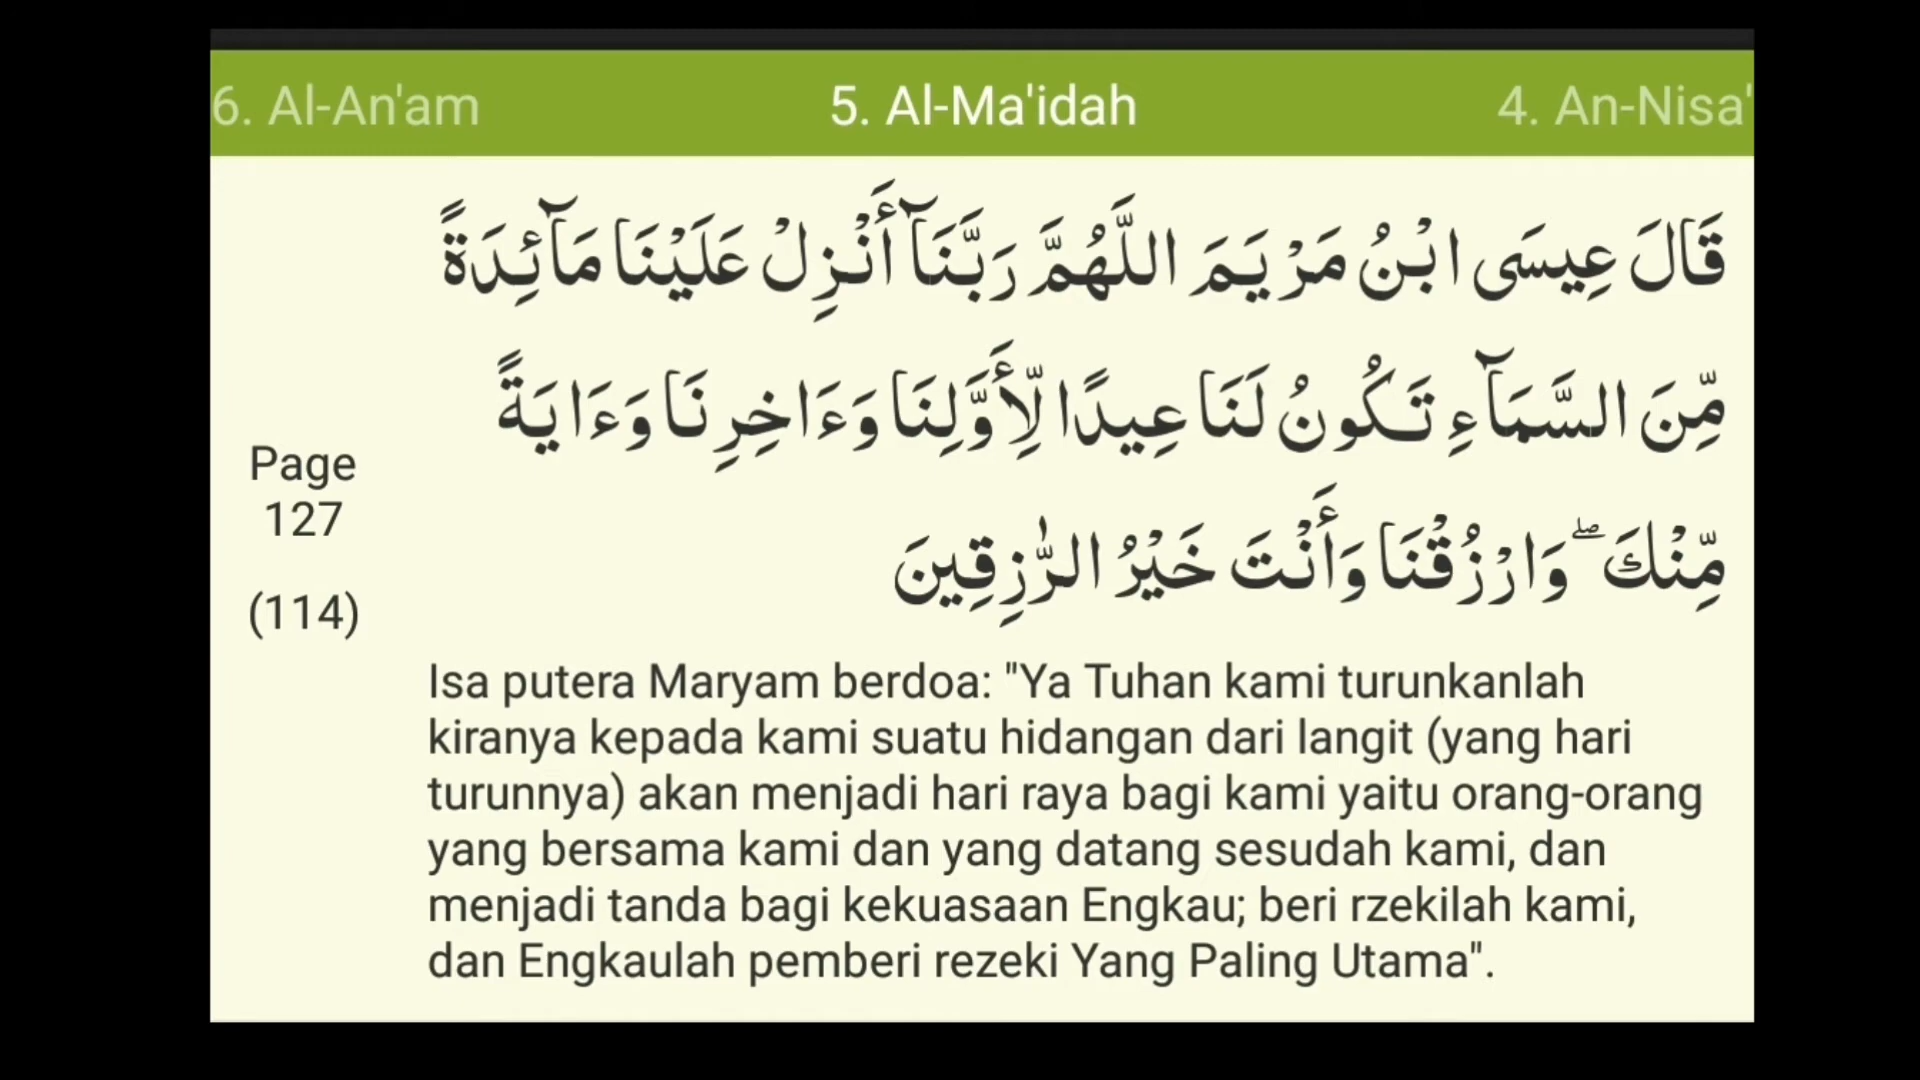 6. Al-An'am 5. Al-Ma'idah 4. An-Nisa'
قَالَ عِيسَى ابْنُ مَرْيَمَ اللَّهُمَّ رَبَّنَآ أَنْزِلْ عَلَيْنَا مَآئِدَةً
مِّنَ السَّمَآءِ تَكُونُ لَنَا عِيدًا لِّأَوَّلِنَا وَءَاخِرِنَا وَءَايَةً
مِّنْكَ ۖ وَارْزُقْنَا وَأَنْتَ خَيْرُ الرّٰزِقِينَ
Page
127
(114)
Isa putera Maryam berdoa: "Ya Tuhan kami turunkanlah
kiranya kepada kami suatu hidangan dari langit (yang hari
turunnya) akan menjadi hari raya bagi kami yaitu orang-orang
yang bersama kami dan yang datang sesudah kami, dan
menjadi tanda bagi kekuasaan Engkau; beri rzekilah kami,
dan Engkaulah pemberi rezeki Yang Paling Utama".